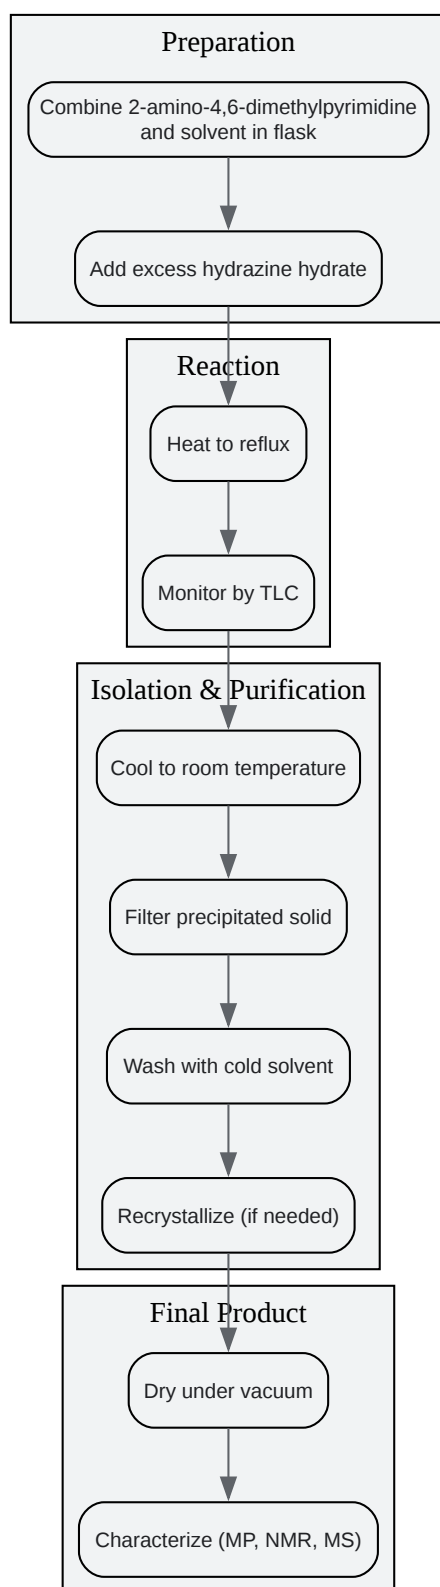 Preparation
Combine 2-amino-4,6-dimethylpyrimidine
and solvent in flask
Add excess hydrazine hydrate
Reaction
Heat to reflux
Monitor by TLC
Isolation & Purification
Cool to room temperature
Filter precipitated solid
Wash with cold solvent
Recrystallize (if needed)
Final Product
Dry under vacuum
Characterize (MP, NMR, MS)